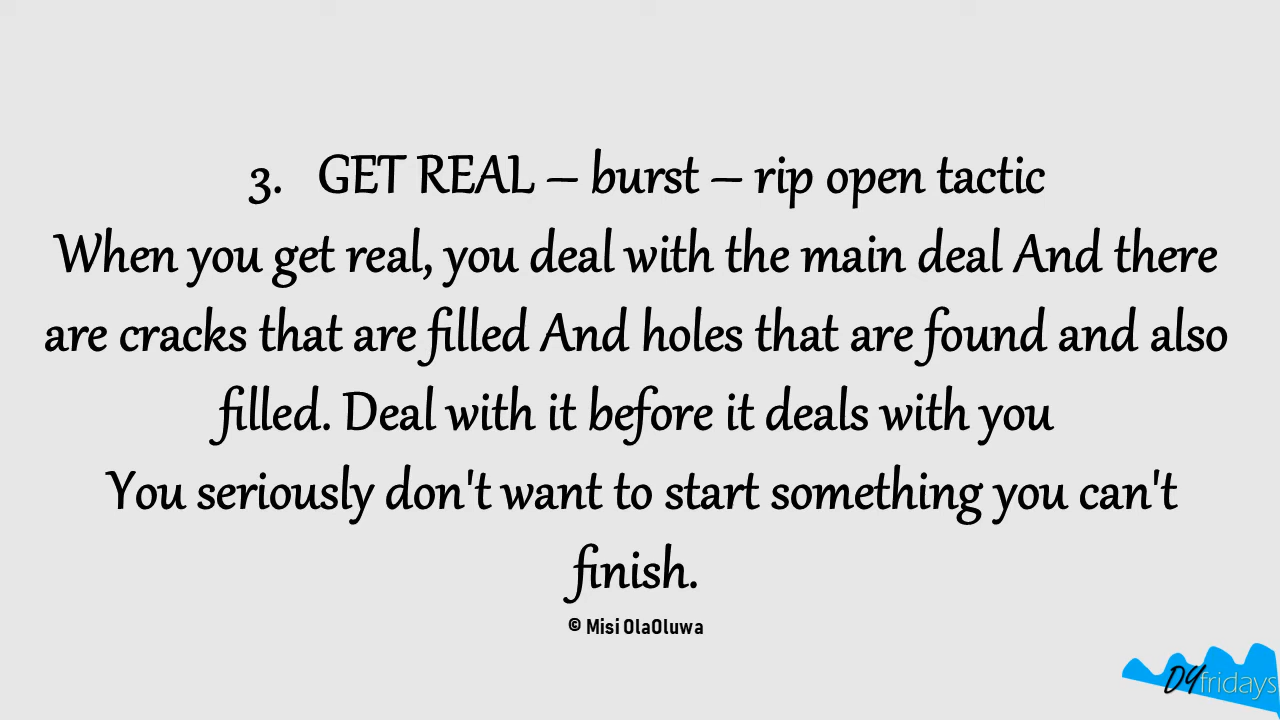 3. GET REAL – burst – rip open tactic
When you get real, you deal with the main deal And there
are cracks that are filled And holes that are found and also
filled. Deal with it before it deals with you
You seriously don't want to start something you can't
finish.
© Misi OlaOluwa
DYfridays